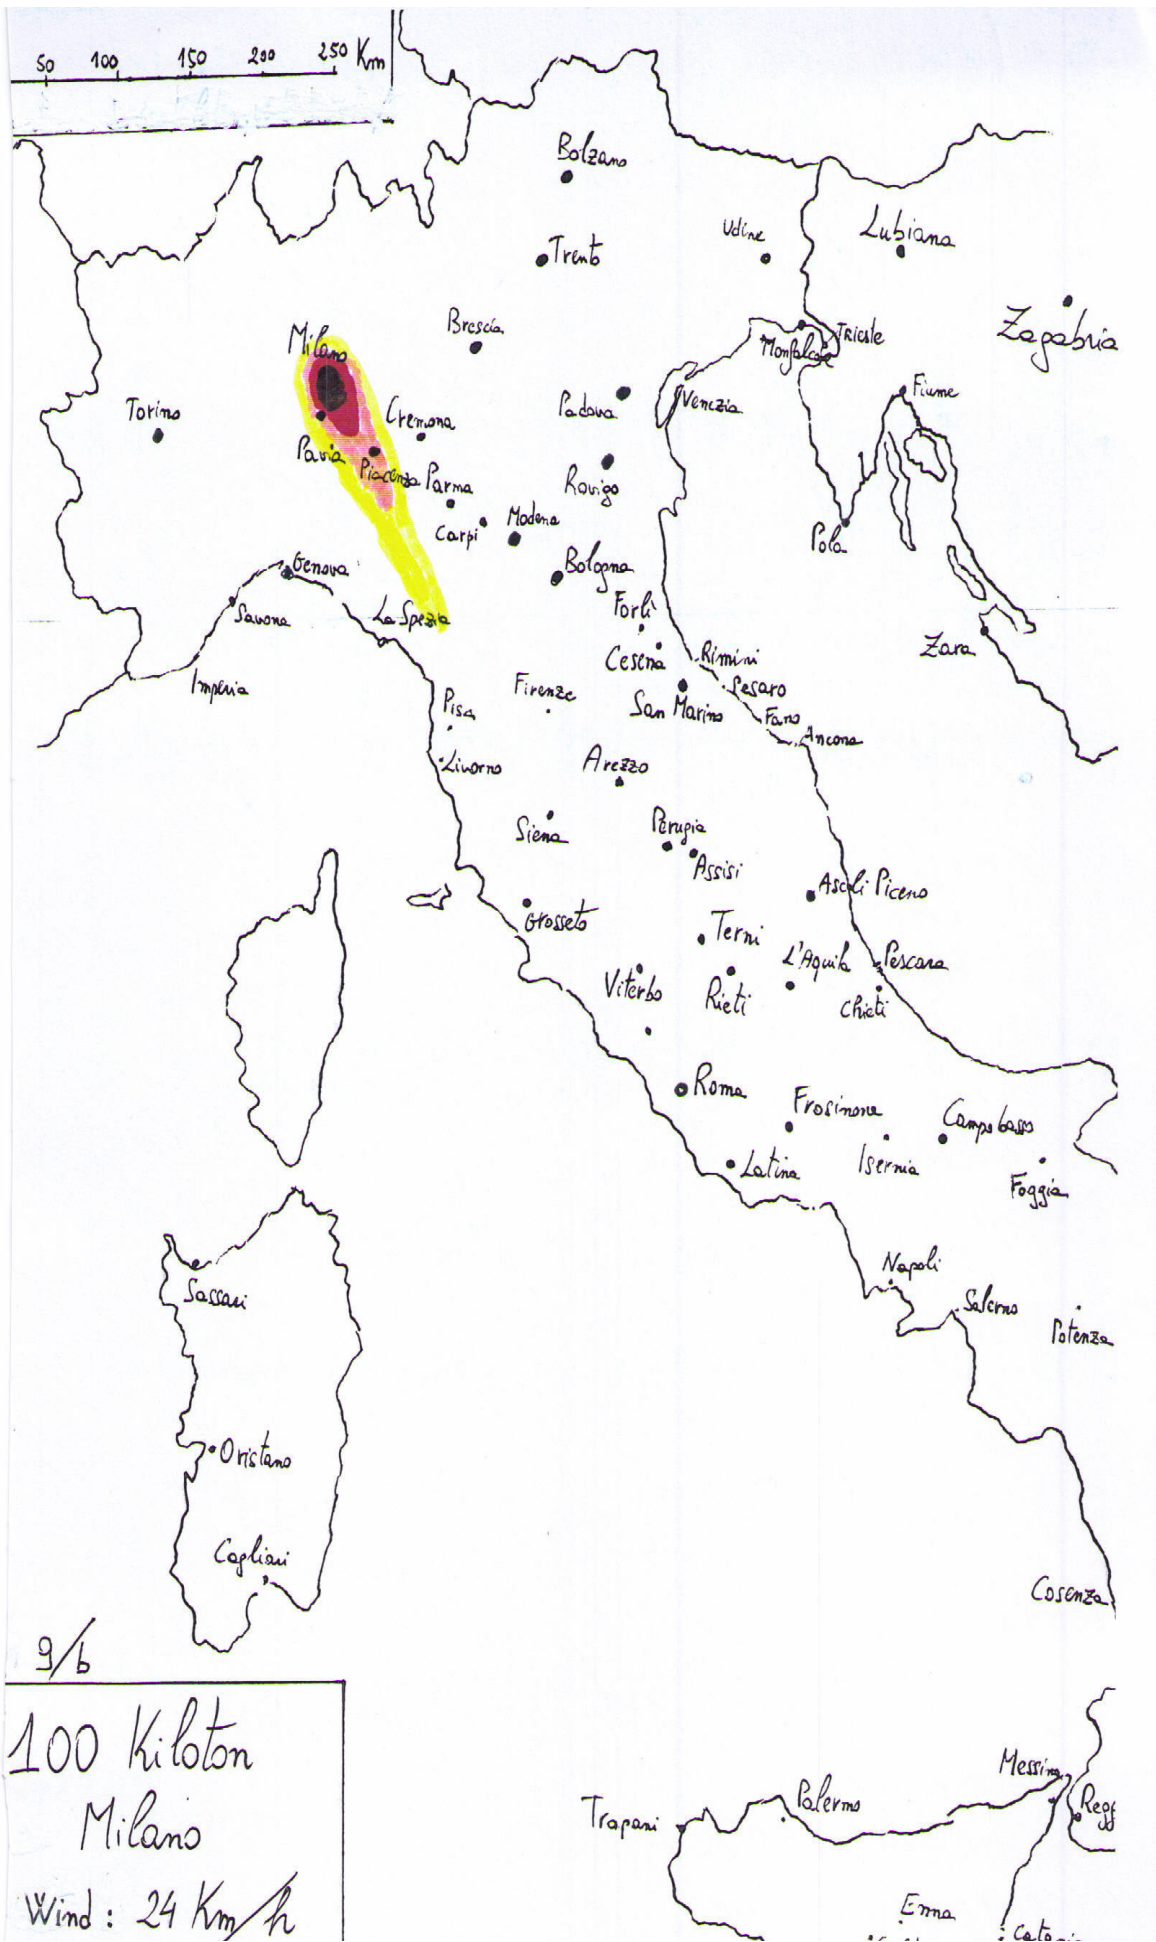 50 100 150 200 250 Km
Bolzano
Udine
Lubiana
Trento
Zagabria
Brescia
Milano
Trieste
Monfalcone
Fiume
Torino
Cremona
Padova
Venezia
Pavia
Piacenza
Parma
Rovigo
Carpi
Modena
Pola
Genova
Bologna
Savona
La Spezia
Forlì
Zara
Cesena
Rimini
Imperia
Firenze
Pesaro
San Marino
Fano
Pisa
Ancona
Livorno
Arezzo
Siena
Perugia
Assisi
Ascoli Piceno
Grosseto
Terni
L'Aquila
Pescara
Viterbo
Rieti
Chieti
Roma
Frosinone
Campobasso
Latina
Isernia
Foggia
Napoli
Sassari
Salerno
Potenza
Oristano
Cagliari
Cosenza
9/b
100 Kiloton
Milano
Wind: 24 Km/h
Messina
Palermo
Trapani
Regg
Enna
Catania